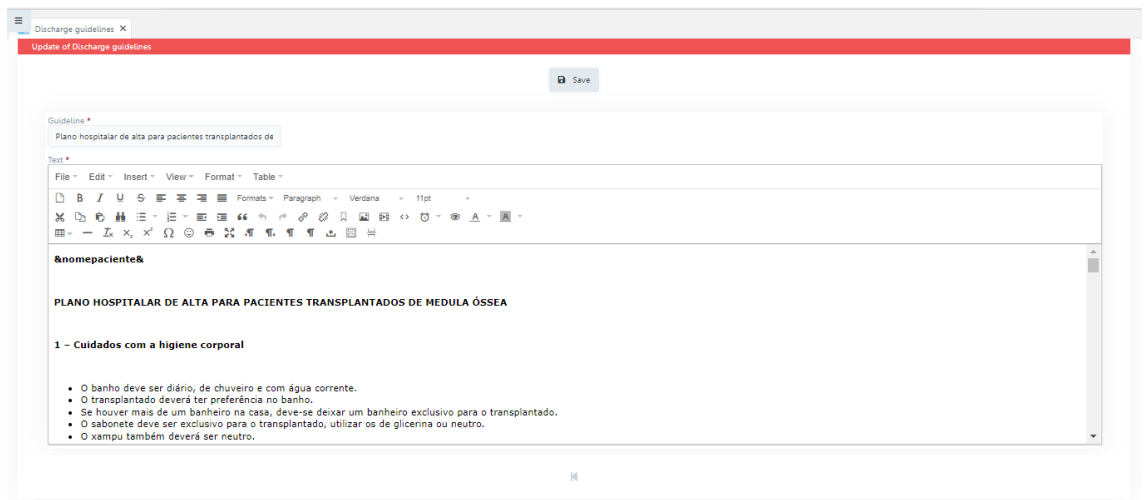 Discharge guidelines
Update of Discharge guidelines
Save
Guideline *
Plano hospitalar de alta para pacientes transplantados de
Text *
File Edit Insert View Format Table
B I U S Formats Paragraph Verdana 11pt
A A
Ix x₂ x² Ω
&nomepaciente&
PLANO HOSPITALAR DE ALTA PARA PACIENTES TRANSPLANTADOS DE MEDULA ÓSSEA
1 – Cuidados com a higiene corporal
• O banho deve ser diário, de chuveiro e com água corrente.
• O transplantado deverá ter preferência no banho.
• Se houver mais de um banheiro na casa, deve-se deixar um banheiro exclusivo para o transplantado.
• O sabonete deve ser exclusivo para o transplantado, utilizar os de glicerina ou neutro.
• O xampu também deverá ser neutro.